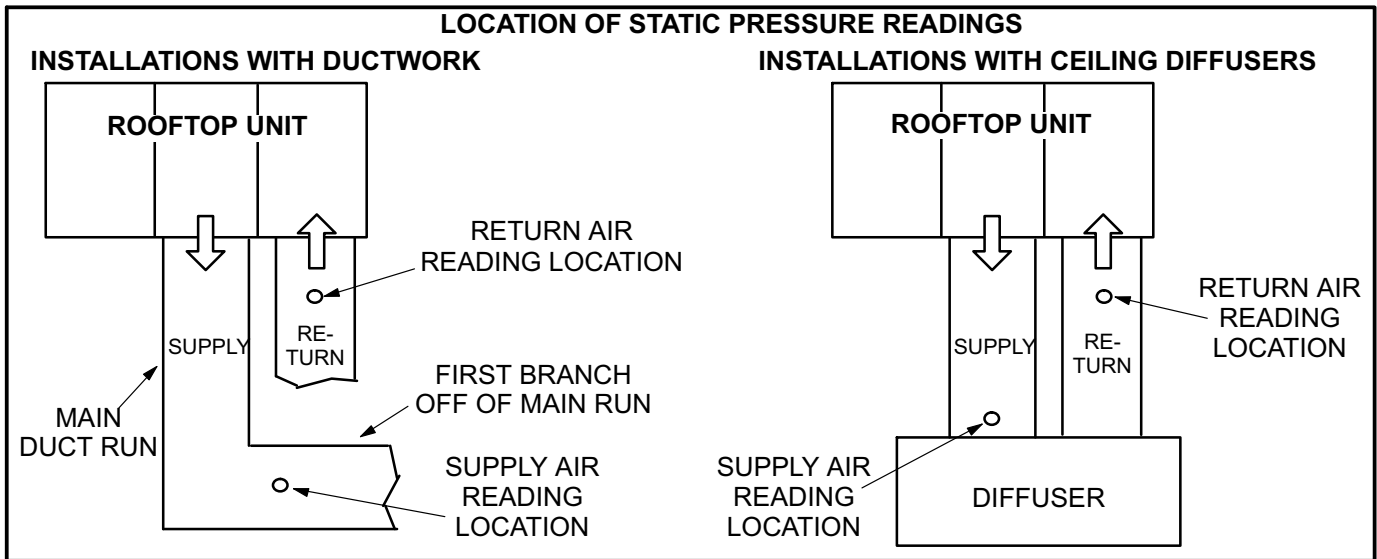 LOCATION OF STATIC PRESSURE READINGS
INSTALLATIONS WITH DUCTWORK
ROOFTOP UNIT
RETURN AIR
READING LOCATION
SUPPLY
RE-
TURN
FIRST BRANCH
OFF OF MAIN RUN
MAIN
DUCT RUN
SUPPLY AIR
READING
LOCATION
INSTALLATIONS WITH CEILING DIFFUSERS
ROOFTOP UNIT
RETURN AIR
READING
LOCATION
SUPPLY
RE-
TURN
SUPPLY AIR
READING
LOCATION
DIFFUSER